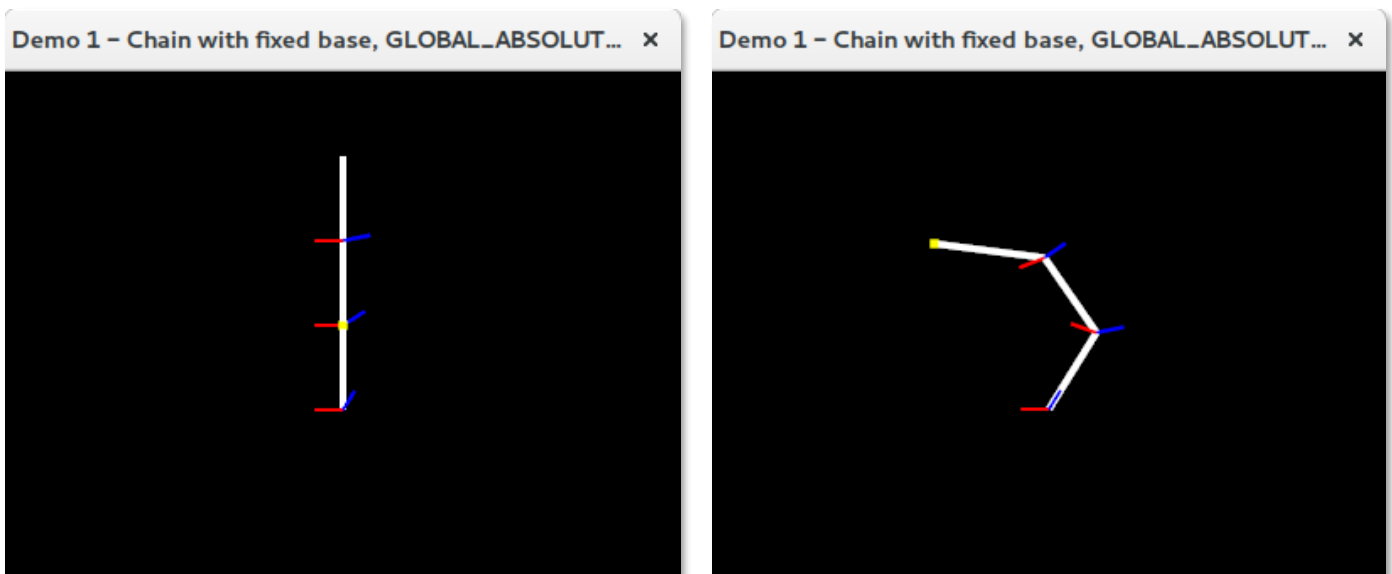 Demo 1 – Chain with fixed base, GLOBAL_ABSOLUT...
Demo 1 – Chain with fixed base, GLOBAL_ABSOLUT...